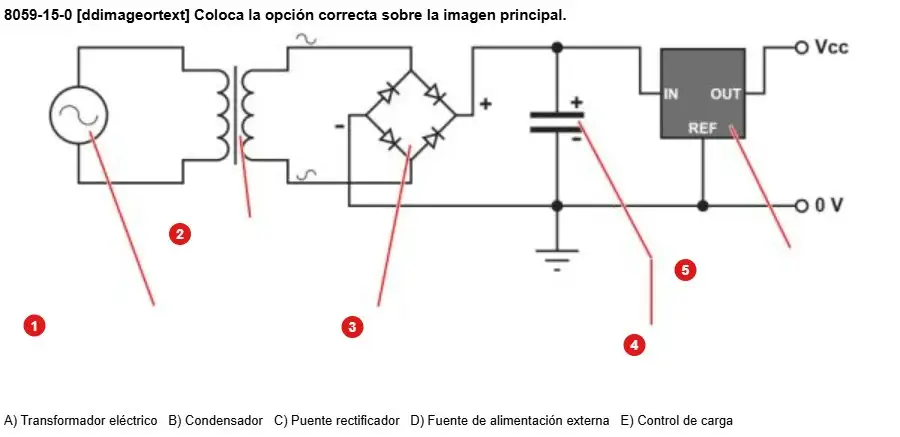 8059-15-0 [ddimageortext] Coloca la opción correcta sobre la imagen principal.
Vcc
+
IN OUT
-
+
REF
-
0 V
2
5
1
3
4
A) Transformador eléctrico B) Condensador C) Puente rectificador D) Fuente de alimentación externa E) Control de carga